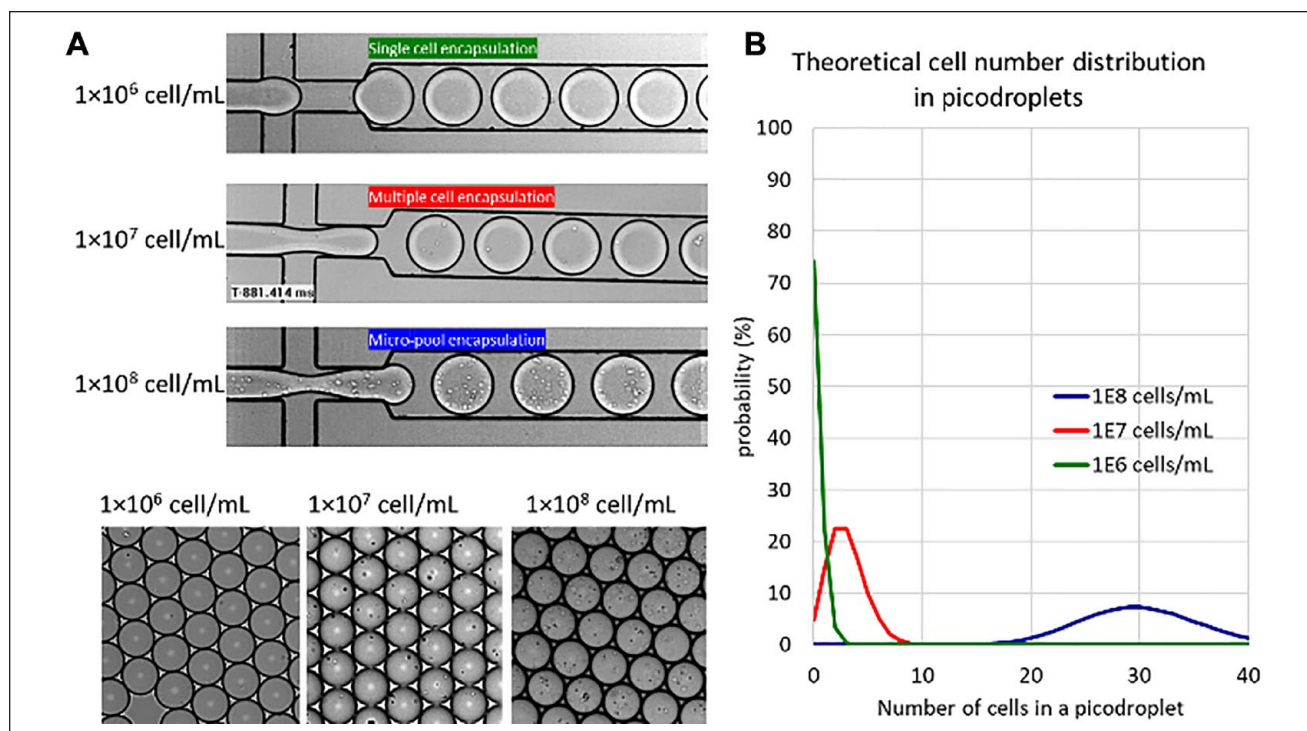 A
Single cell encapsulation
1×10⁶ cell/mL
Multiple cell encapsulation
1×10⁷ cell/mL
T-881.414 ms
Micro-pool encapsulation
1×10⁸ cell/mL
1×10⁶ cell/mL
1×10⁷ cell/mL
1×10⁸ cell/mL
B
Theoretical cell number distribution
in picodroplets
100
90
80
70
60
50
40
30
20
10
0
probability (%)
1E8 cells/mL
1E7 cells/mL
1E6 cells/mL
0 10 20 30 40
Number of cells in a picodroplet